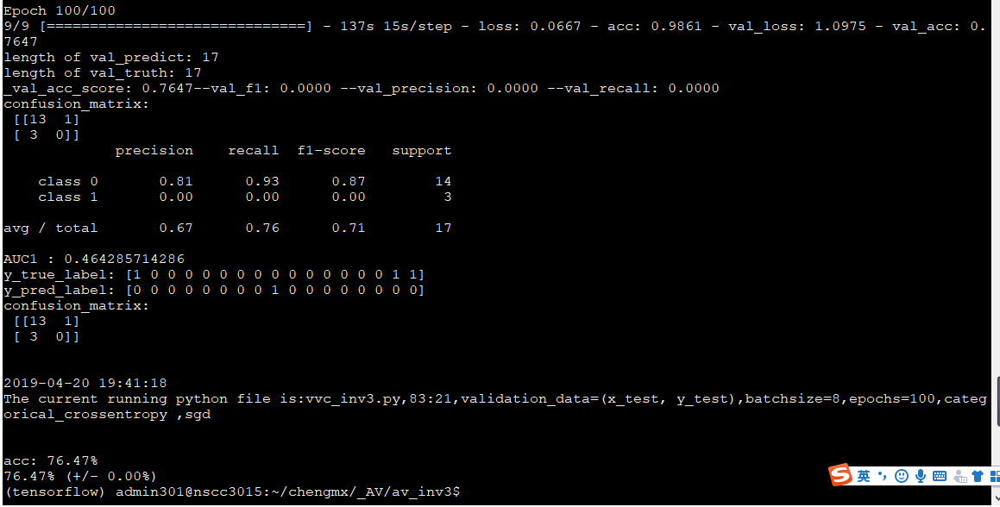 Epoch 100/100
9/9 [==============================] - 137s 15s/step - loss: 0.0667 - acc: 0.9861 - val_loss: 1.0975 - val_acc: 0.
7647
length of val_predict: 17
length of val_truth: 17
_val_acc_score: 0.7647--val_f1: 0.0000 --val_precision: 0.0000 --val_recall: 0.0000
confusion_matrix:
[[13  1]
[ 3  0]]
precision    recall  f1-score   support
class 0       0.81      0.93      0.87        14
class 1       0.00      0.00      0.00         3
avg / total       0.67      0.76      0.71        17
AUC1 : 0.464285714286
y_true_label: [1 0 0 0 0 0 0 0 0 0 0 0 0 0 0 1 1]
y_pred_label: [0 0 0 0 0 0 0 0 1 0 0 0 0 0 0 0 0]
confusion_matrix:
[[13  1]
[ 3  0]]
2019-04-20 19:41:18
The current running python file is:vvc_inv3.py,83:21,validation_data=(x_test, y_test),batchsize=8,epochs=100,categ
orical_crossentropy ,sgd
acc: 76.47%
76.47% (+/- 0.00%)
(tensorflow) admin301@nscc3015:~/chengmx/_AV/av_inv3$
S 英